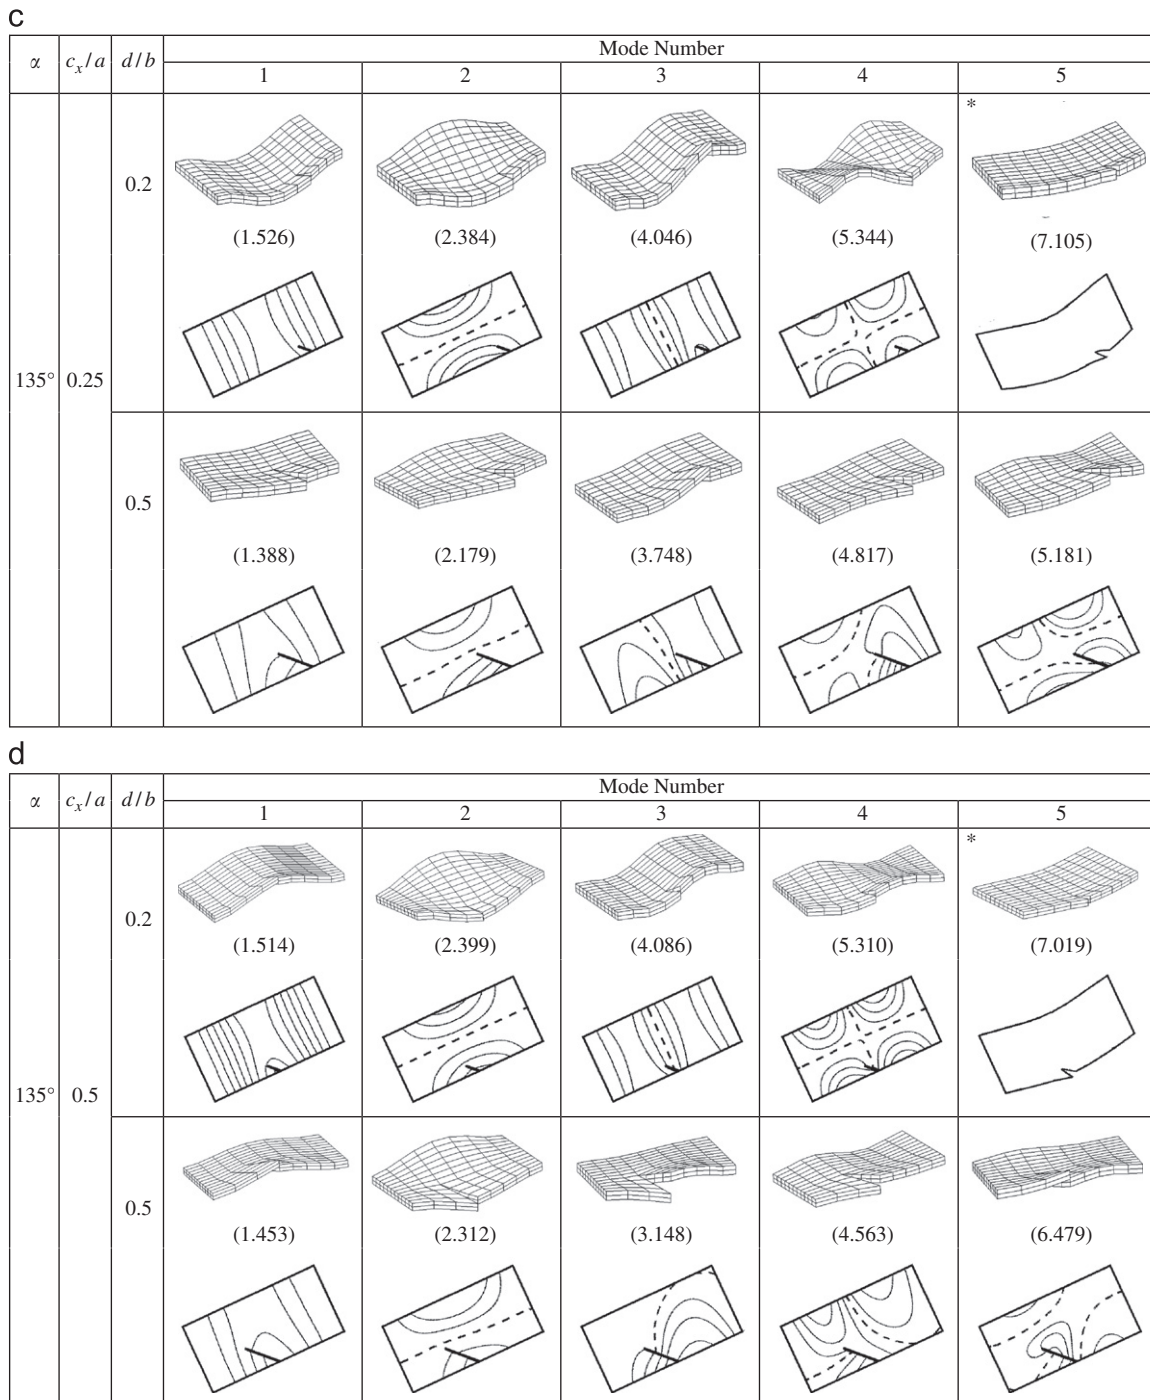 c
α cx/a d/b Mode Number
1 2 3 4 5
*
0.2
(1.526) (2.384) (4.046) (5.344) (7.105)
135° 0.25
0.5
(1.388) (2.179) (3.748) (4.817) (5.181)
d
α cx/a d/b Mode Number
1 2 3 4 5
*
0.2
(1.514) (2.399) (4.086) (5.310) (7.019)
135° 0.5
0.5
(1.453) (2.312) (3.148) (4.563) (6.479)